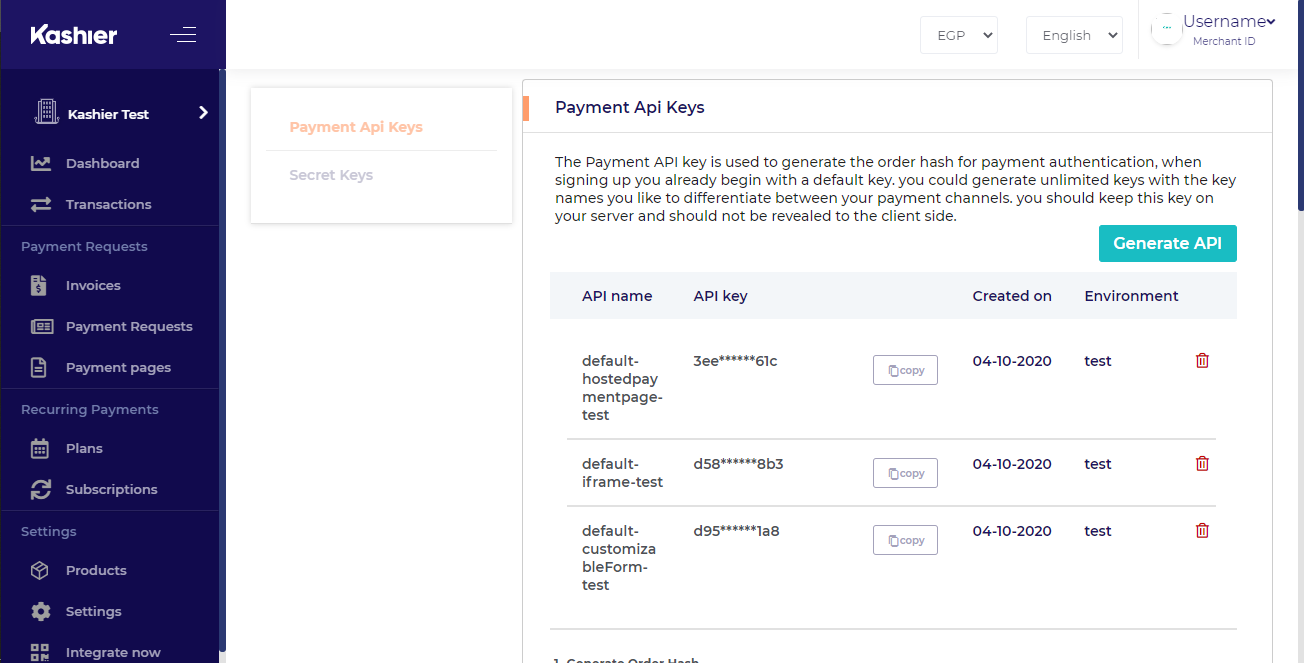 Kashier
EGP
English
Username
Merchant ID
Kashier Test
Dashboard
Transactions
Payment Requests
Invoices
Payment Requests
Payment pages
Recurring Payments
Plans
Subscriptions
Settings
Products
Settings
Integrate now
Payment Api Keys
Secret Keys
Payment Api Keys
The Payment API key is used to generate the order hash for payment authentication, when
signing up you already begin with a default key. you could generate unlimited keys with the key
names you like to differentiate between your payment channels. you should keep this key on
your server and should not be revealed to the client side.
Generate API
API name API key Created on Environment
default-
hostedpay
mentpage-
test
3ee******61c
copy
04-10-2020
test
default-
iframe-test
d58******8b3
copy
04-10-2020
test
default-
customiza
bleForm-
test
d95******1a8
copy
04-10-2020
test
1. Generate Order Hash